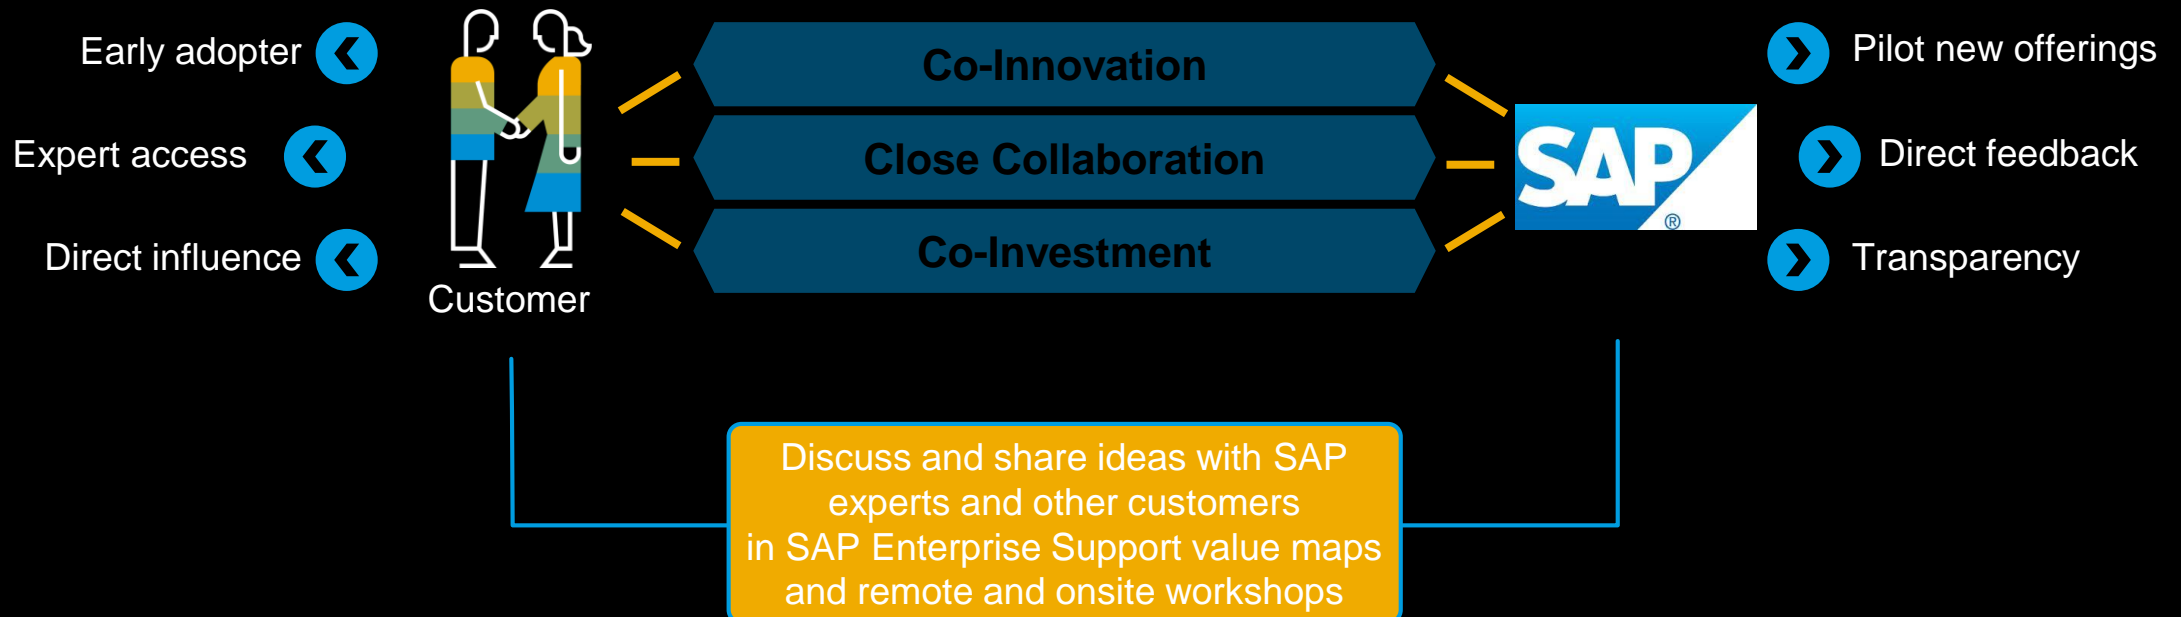 Early adopter
Expert access
Direct influence
Customer
Co-Innovation
Close Collaboration
Co-Investment
SAP
®
Pilot new offerings
Direct feedback
Transparency
Discuss and share ideas with SAP
experts and other customers
in SAP Enterprise Support value maps
and remote and onsite workshops